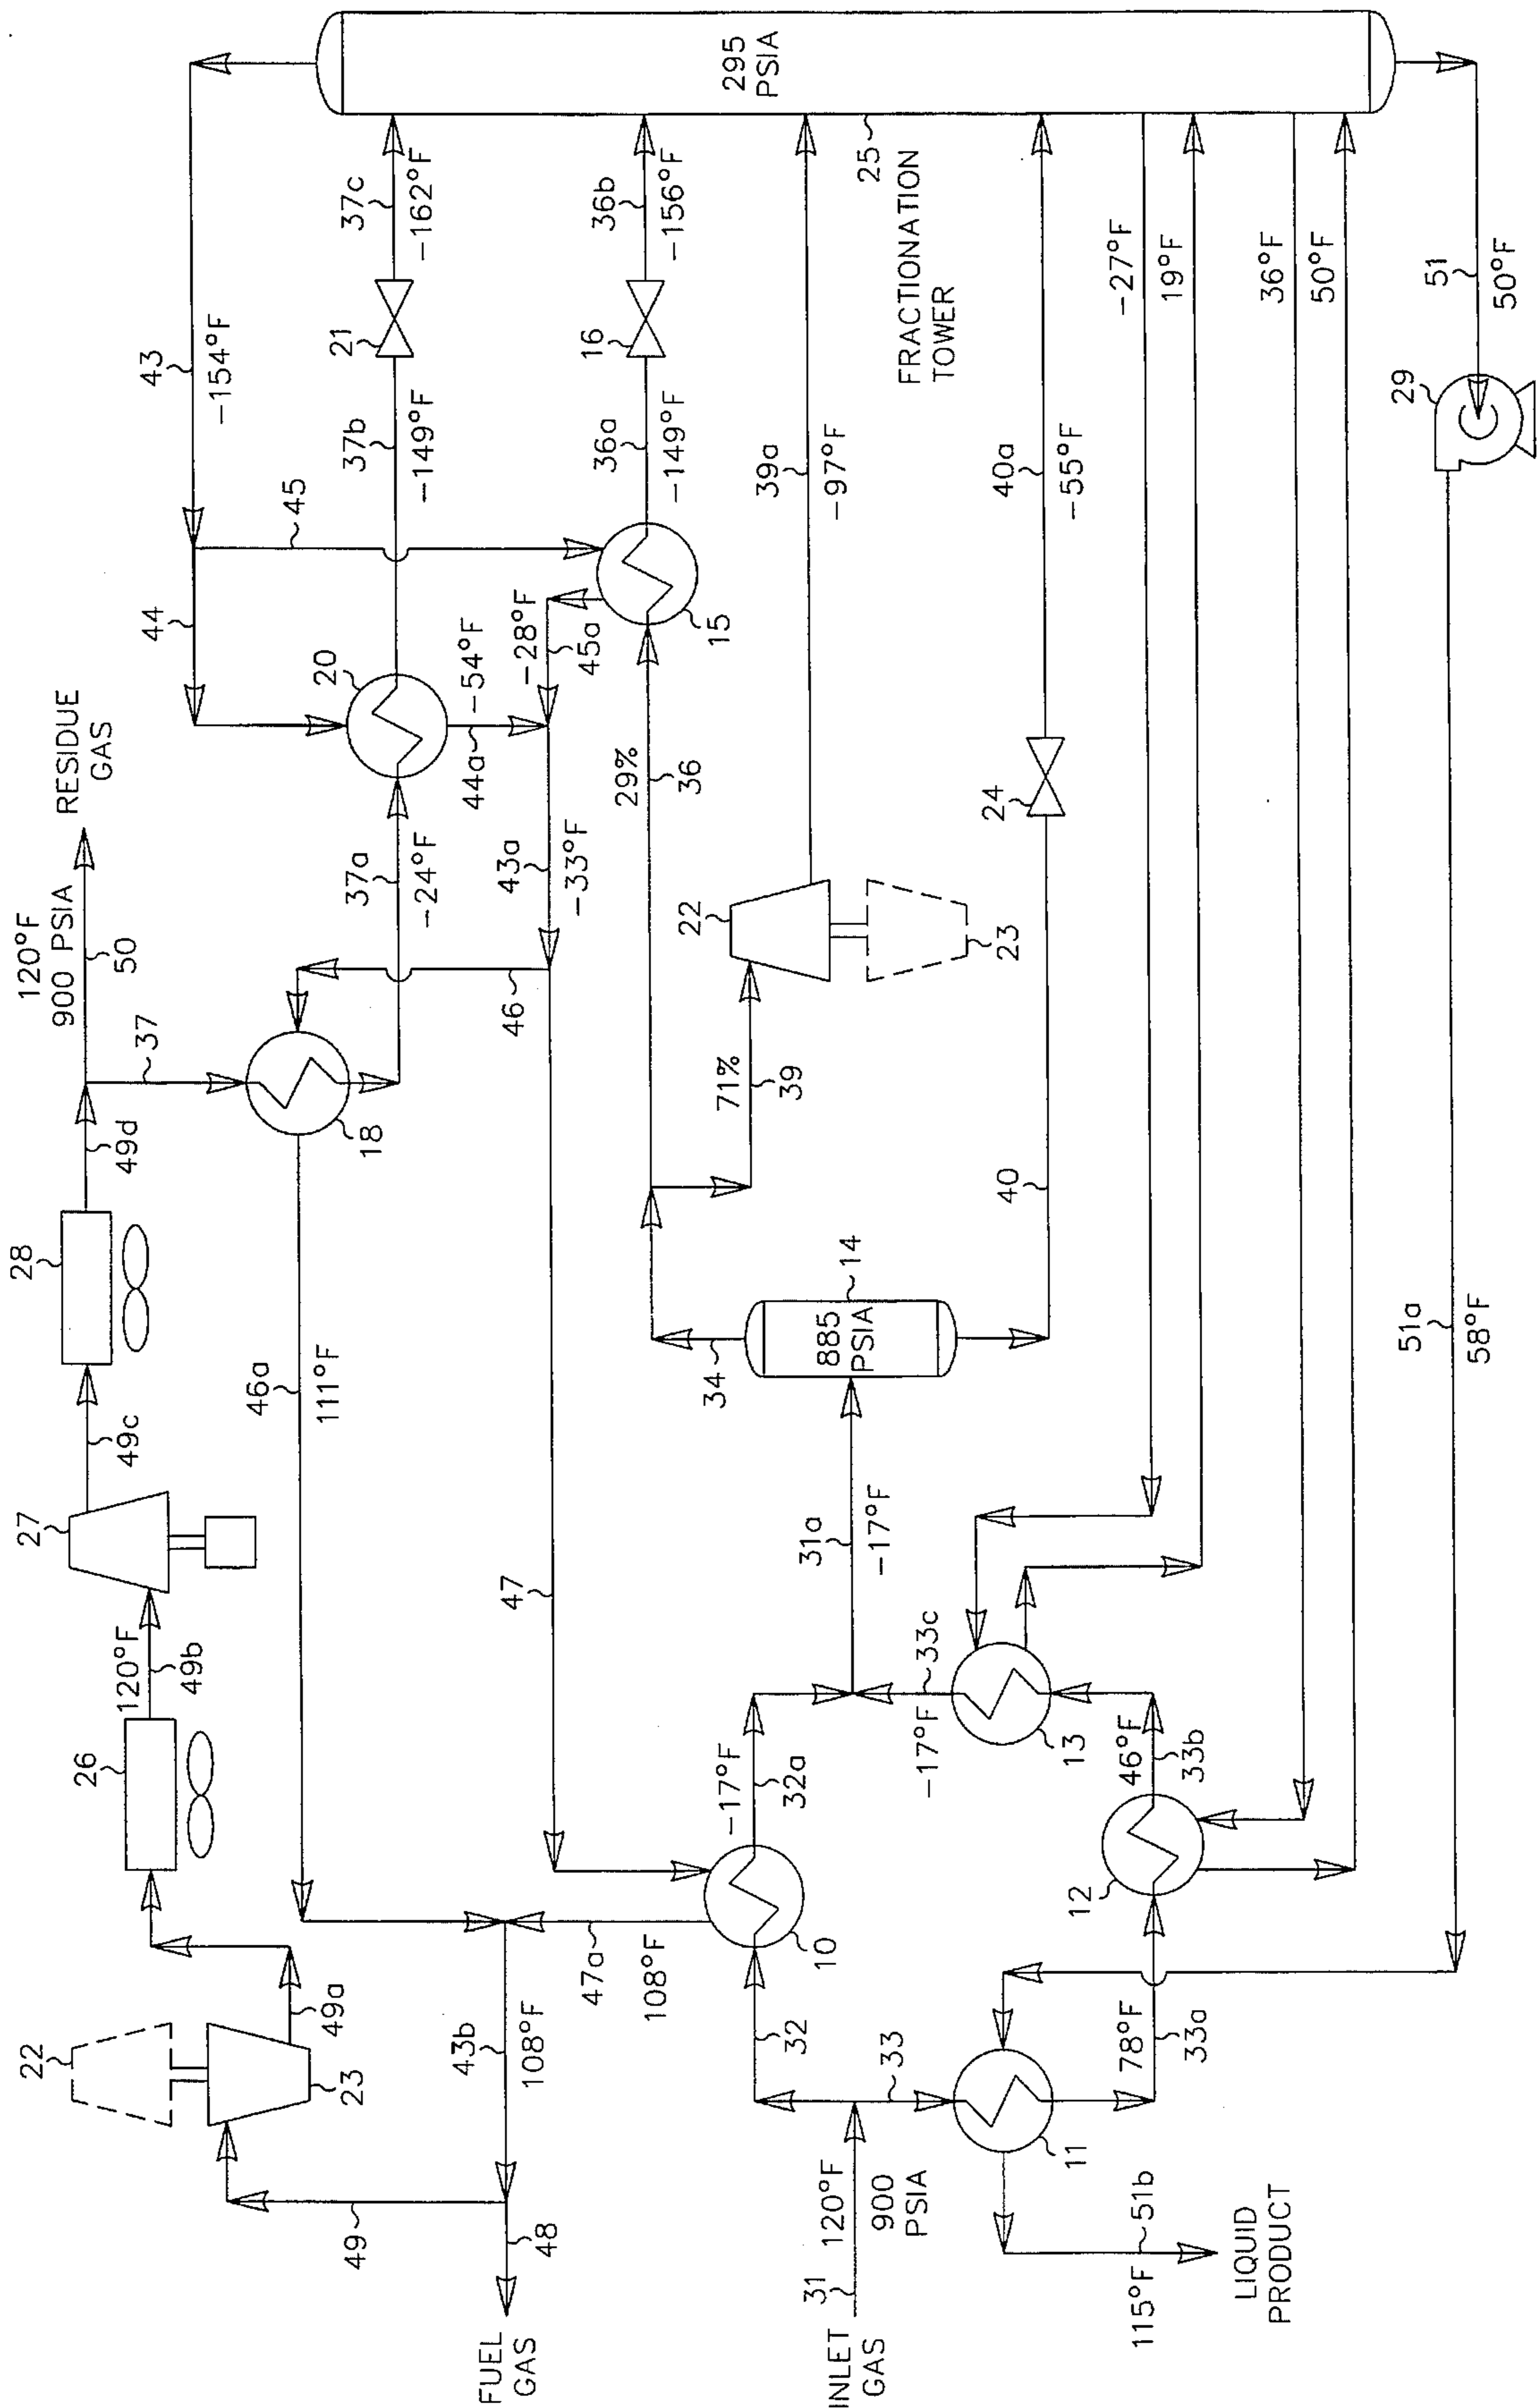 22
23
49a
49
48
FUEL
GAS
43b
108°F
26
120°F
49b
27
49c
28
49d
120°F
900 PSIA
50
RESIDUE
GAS
37
18
46a
111°F
37a
-24°F
46
43a
-33°F
20
44
44a
-54°F
45
45a
-28°F
43
-154°F
37b
-149°F
21
37c
-162°F
15
36a
-149°F
16
36b
-156°F
29%
36
71%
39
22
23
39a
-97°F
25
295
PSIA
FRACTIONATION
TOWER
24
40a
-55°F
40
34
885
PSIA
14
47
47a
108°F
10
-17°F
32a
32
31a
-17°F
33c
-17°F
13
46°F
33b
12
78°F
33a
33
11
INLET
GAS
31
120°F
900
PSIA
115°F
51b
LIQUID
PRODUCT
-27°F
19°F
36°F
50°F
51
50°F
29
51a
58°F